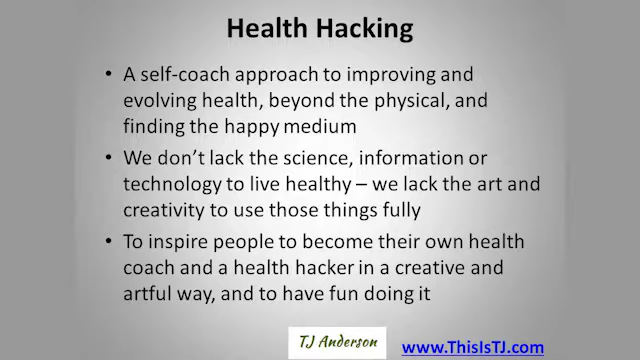 Health Hacking
• A self-coach approach to improving and
evolving health, beyond the physical, and
finding the happy medium
• We don’t lack the science, information or
technology to live healthy – we lack the art and
creativity to use those things fully
• To inspire people to become their own health
coach and a health hacker in a creative and
artful way, and to have fun doing it
TJ Anderson
www.ThisIsTJ.com